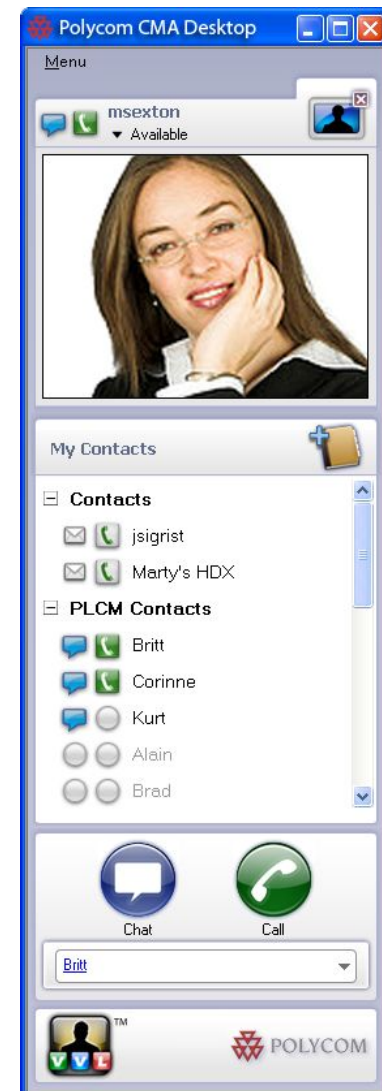 Polycom CMA Desktop
Menu
msexton
Available
My Contacts
Contacts
jsigrist
Marty's HDX
PLCM Contacts
Britt
Corinne
Kurt
Alain
Brad
Chat Call
Britt
VVL™ POLYCOM